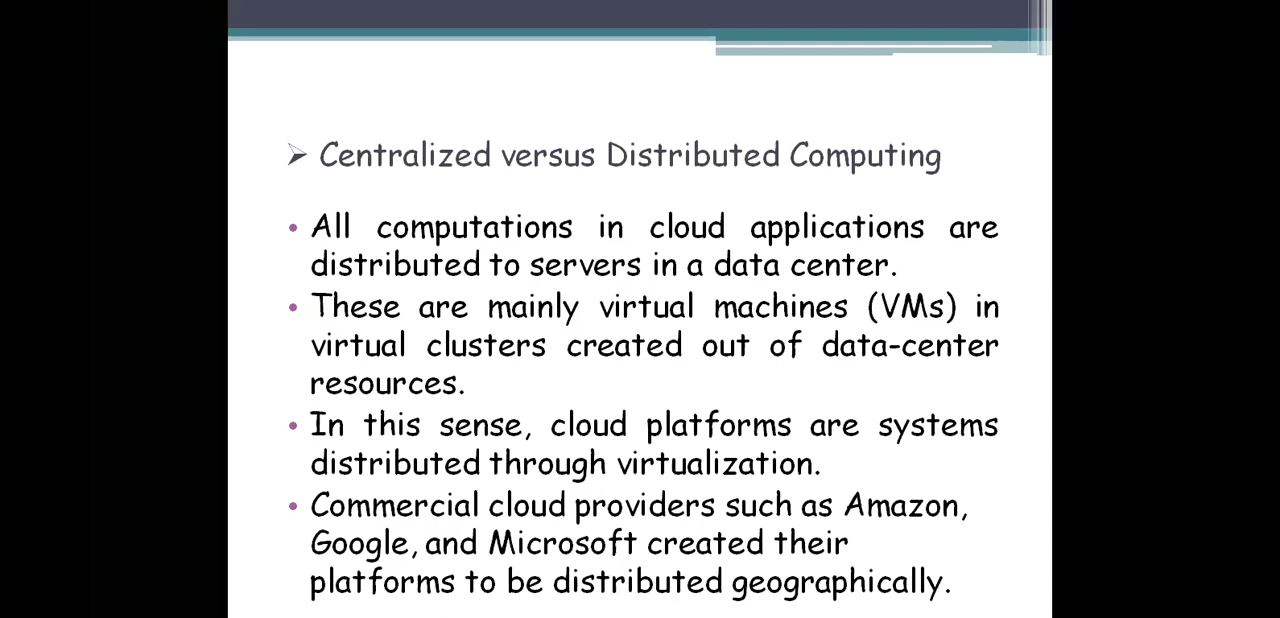 ➢ Centralized versus Distributed Computing
• All computations in cloud applications are
distributed to servers in a data center.
• These are mainly virtual machines (VMs) in
virtual clusters created out of data-center
resources.
• In this sense, cloud platforms are systems
distributed through virtualization.
• Commercial cloud providers such as Amazon,
Google, and Microsoft created their
platforms to be distributed geographically.